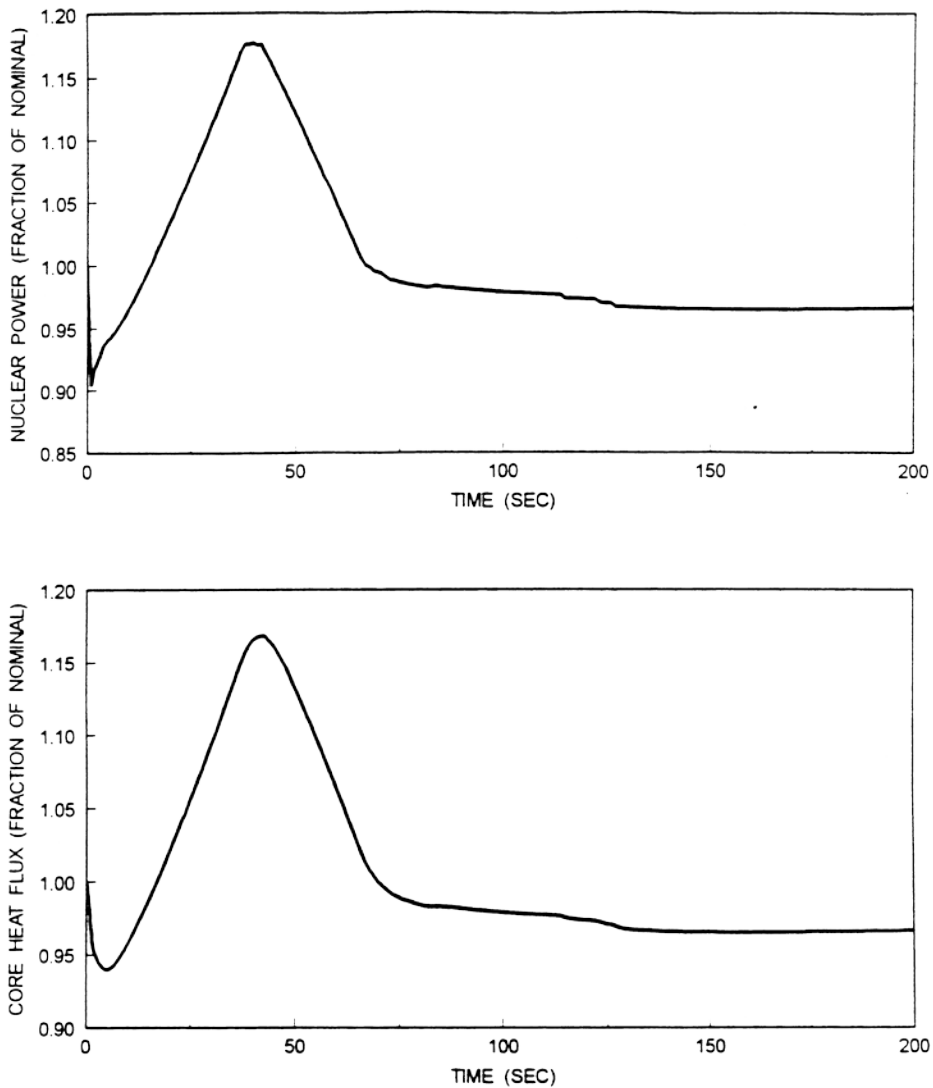 NUCLEAR POWER (FRACTION OF NOMINAL)
1.20
1.15
1.10
1.05
1.00
0.95
0.90
0.85
0 50 100 150 200
TIME (SEC)
CORE HEAT FLUX (FRACTION OF NOMINAL)
1.20
1.15
1.10
1.05
1.00
0.95
0.90
0 50 100 150 200
TIME (SEC)